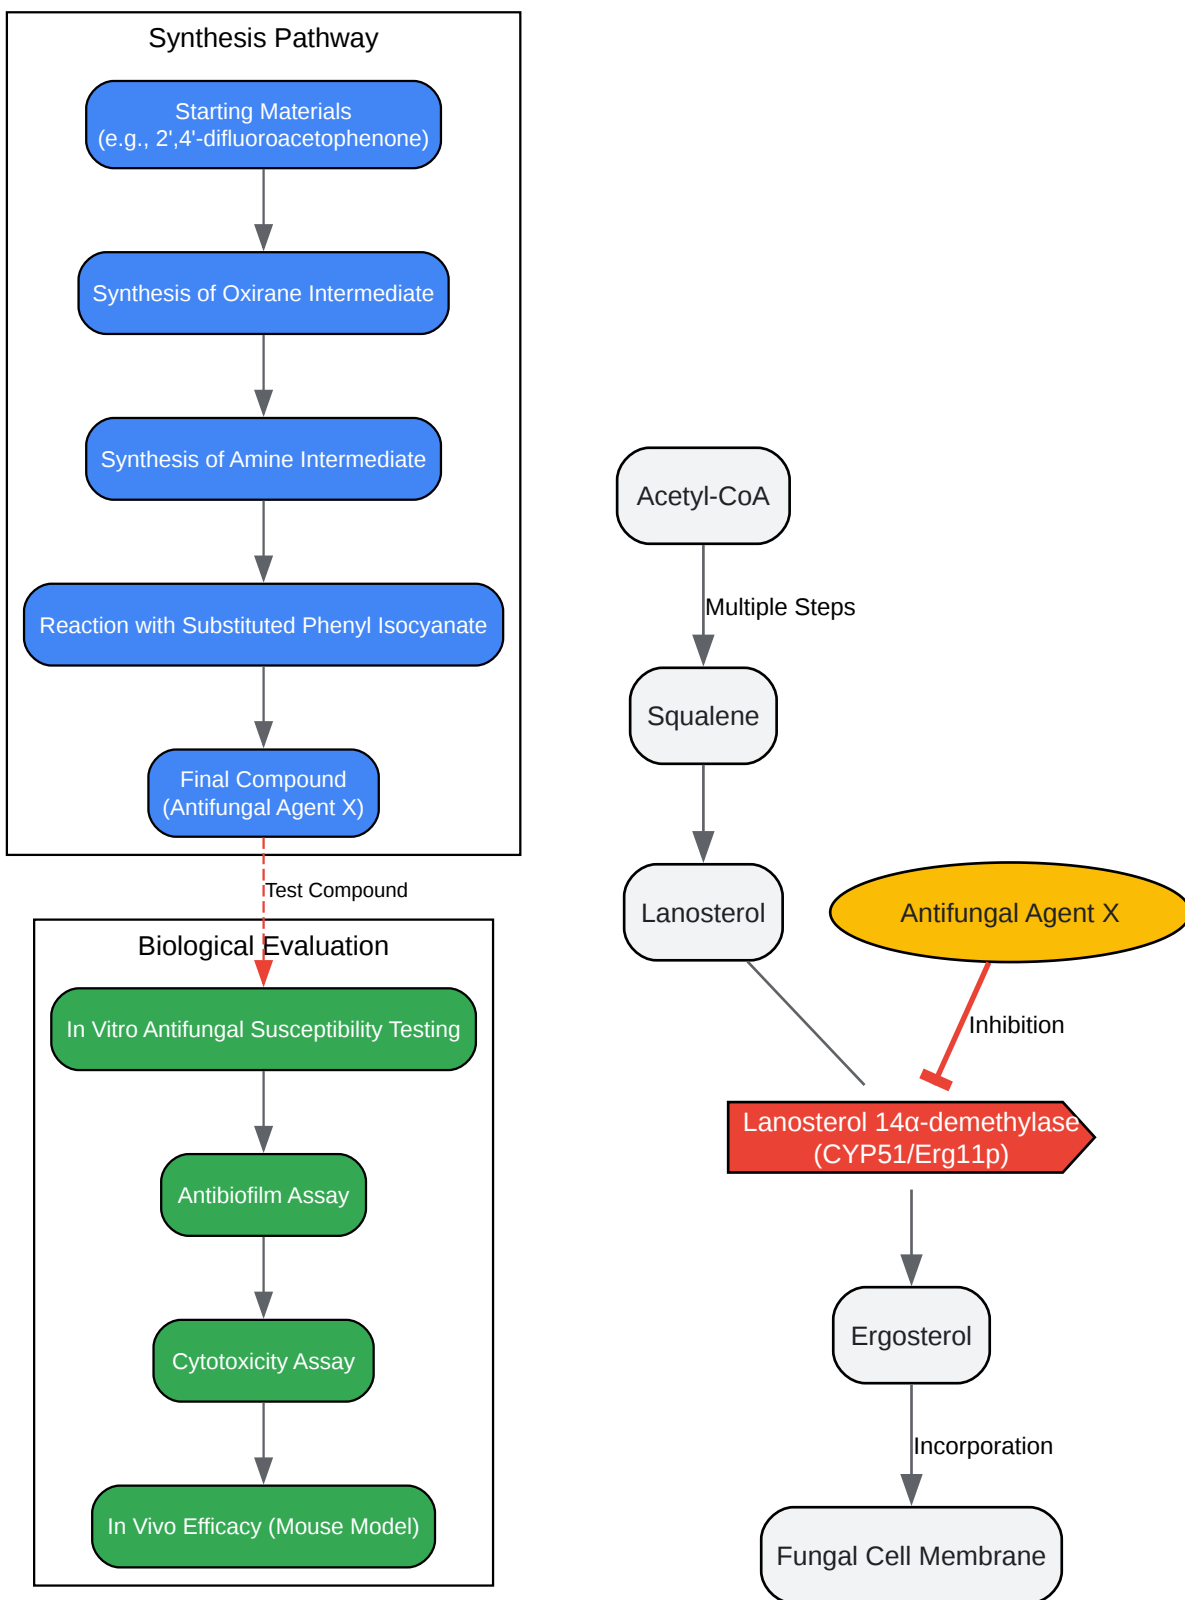 Synthesis Pathway
Starting Materials
(e.g., 2',4'-difluoroacetophenone)
Synthesis of Oxirane Intermediate
Synthesis of Amine Intermediate
Reaction with Substituted Phenyl Isocyanate
Final Compound
(Antifungal Agent X)
Test Compound
Biological Evaluation
In Vitro Antifungal Susceptibility Testing
Antibiofilm Assay
Cytotoxicity Assay
In Vivo Efficacy (Mouse Model)
Acetyl-CoA
Multiple Steps
Squalene
Lanosterol
Antifungal Agent X
Inhibition
Lanosterol 14α-demethylase
(CYP51/Erg11p)
Ergosterol
Incorporation
Fungal Cell Membrane